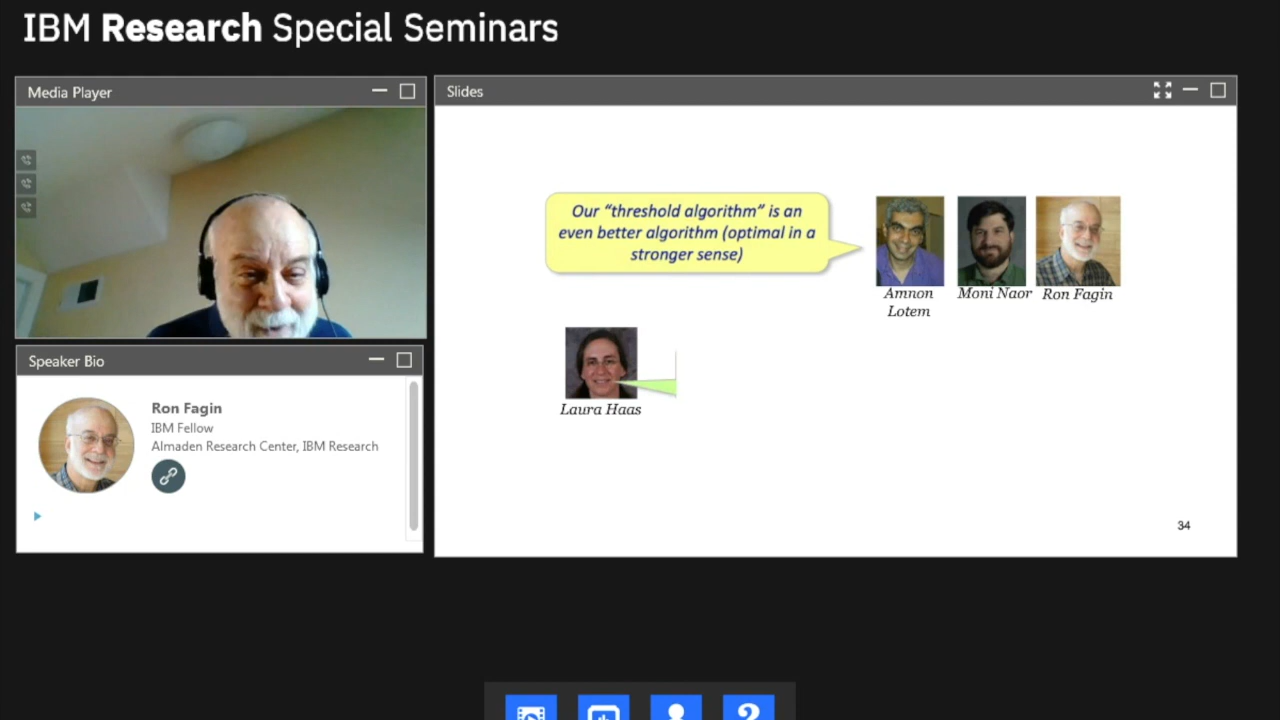 IBM Research Special Seminars
Media Player
Slides
Our “threshold algorithm” is an
even better algorithm (optimal in a
stronger sense)
Amnon
Lotem
Moni Naor
Ron Fagin
Laura Haas
34
Speaker Bio
Ron Fagin
IBM Fellow
Almaden Research Center, IBM Research
?